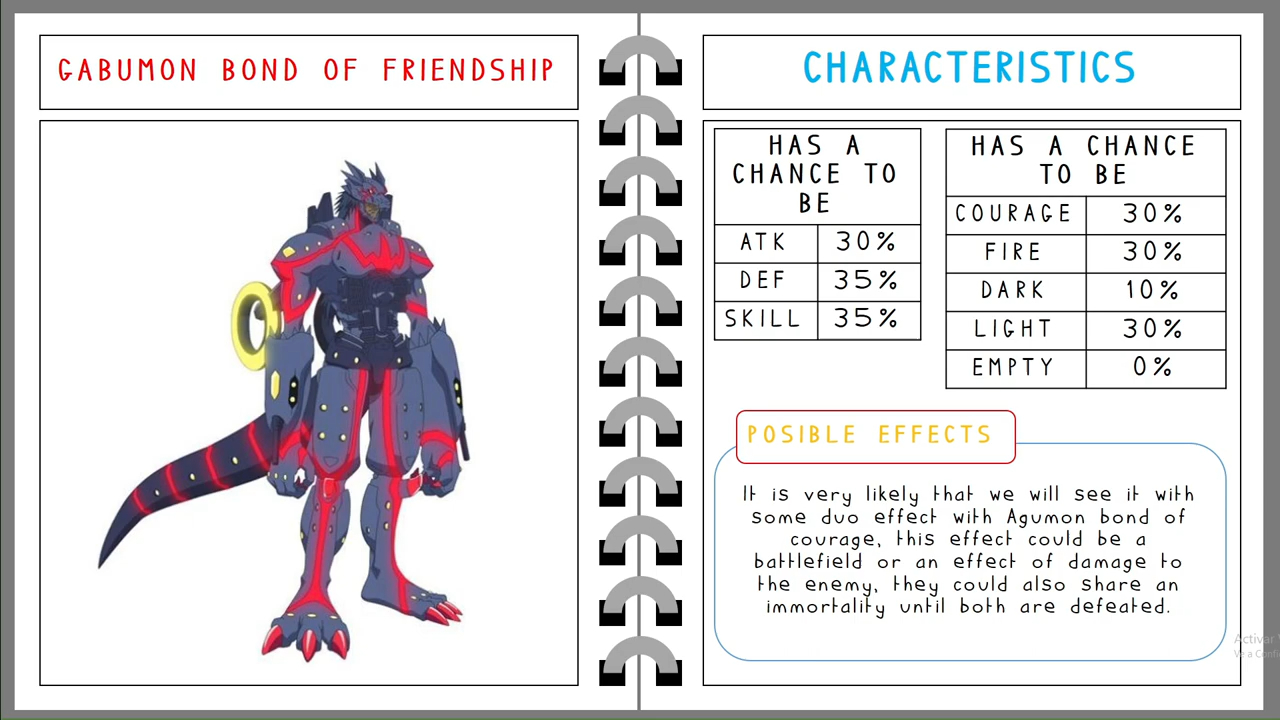 GABUMON BOND OF FRIENDSHIP
CHARACTERISTICS
HAS A
CHANCE TO
BE
ATK 30%
DEF 35%
SKILL 35%
HAS A CHANCE
TO BE
COURAGE 30%
FIRE 30%
DARK 10%
LIGHT 30%
EMPTY 0%
POSIBLE EFFECTS
It is very likely that we will see it with
some duo effect with Agumon bond of
courage, this effect could be a
battlefield or an effect of damage to
the enemy, they could also share an
immortality until both are defeated.
Activar
Ve a Confi